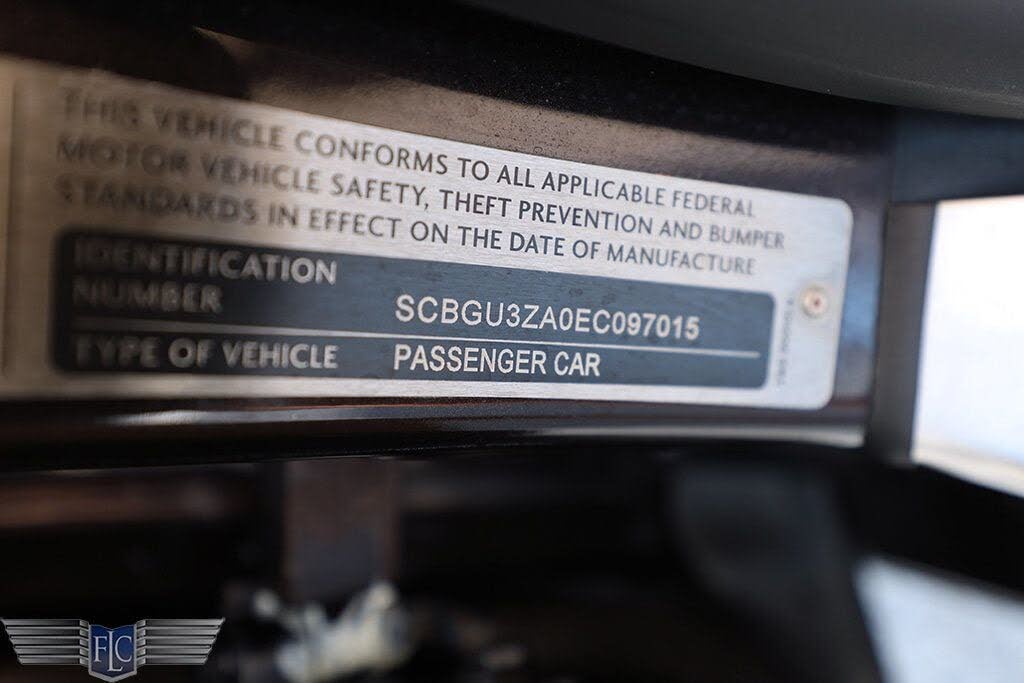 THIS VEHICLE CONFORMS TO ALL APPLICABLE FEDERAL
MOTOR VEHICLE SAFETY, THEFT PREVENTION AND BUMPER
STANDARDS IN EFFECT ON THE DATE OF MANUFACTURE
IDENTIFICATION
NUMBER
SCBGU3ZA0EC097015
TYPE OF VEHICLE
PASSENGER CAR
FLC